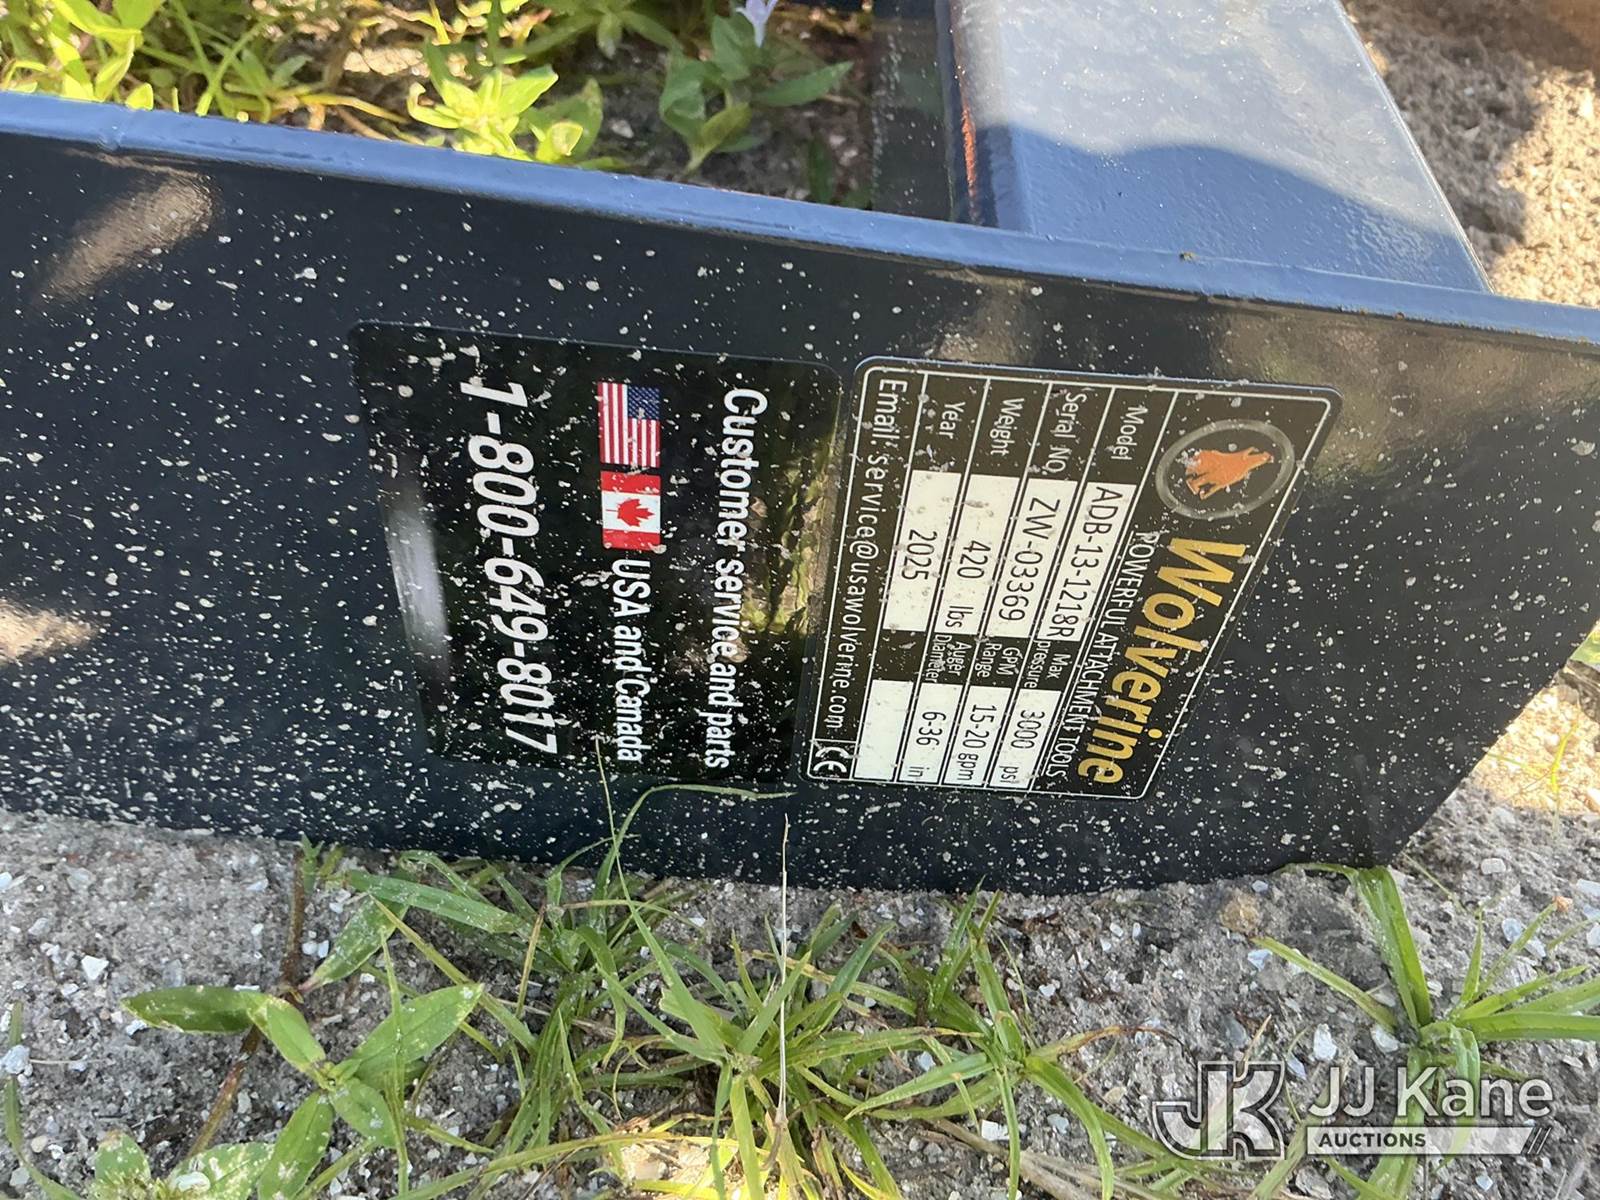 Wolverine
POWERFUL ATTACHMENT TOOLS
Model ADB-13-1218R Max pressure 3000 psi
Serral NO. ZW-03369 GPM Range 15-20 gpm
Weight 420 lbs Auger Diameter 6-36 in
Year 2025
Email: service@usawolverine.com CE
Customer service and parts
USA and Canada
1-800-649-8017
JK JJ Kane
AUCTIONS